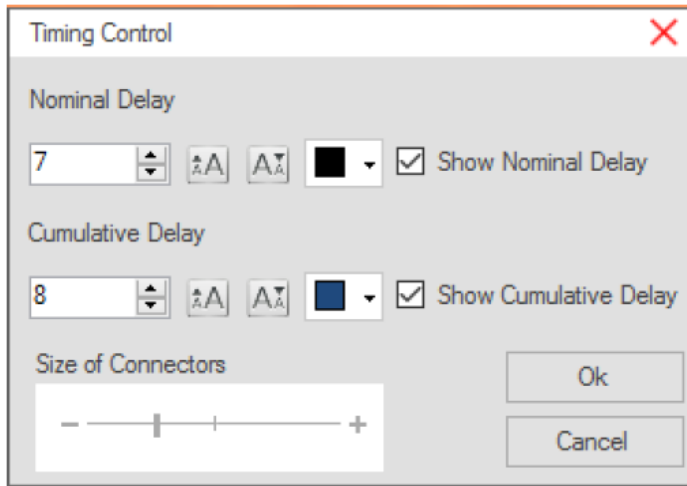 Timing Control
Nominal Delay
7
Show Nominal Delay
Cumulative Delay
8
Show Cumulative Delay
Size of Connectors
Ok
Cancel